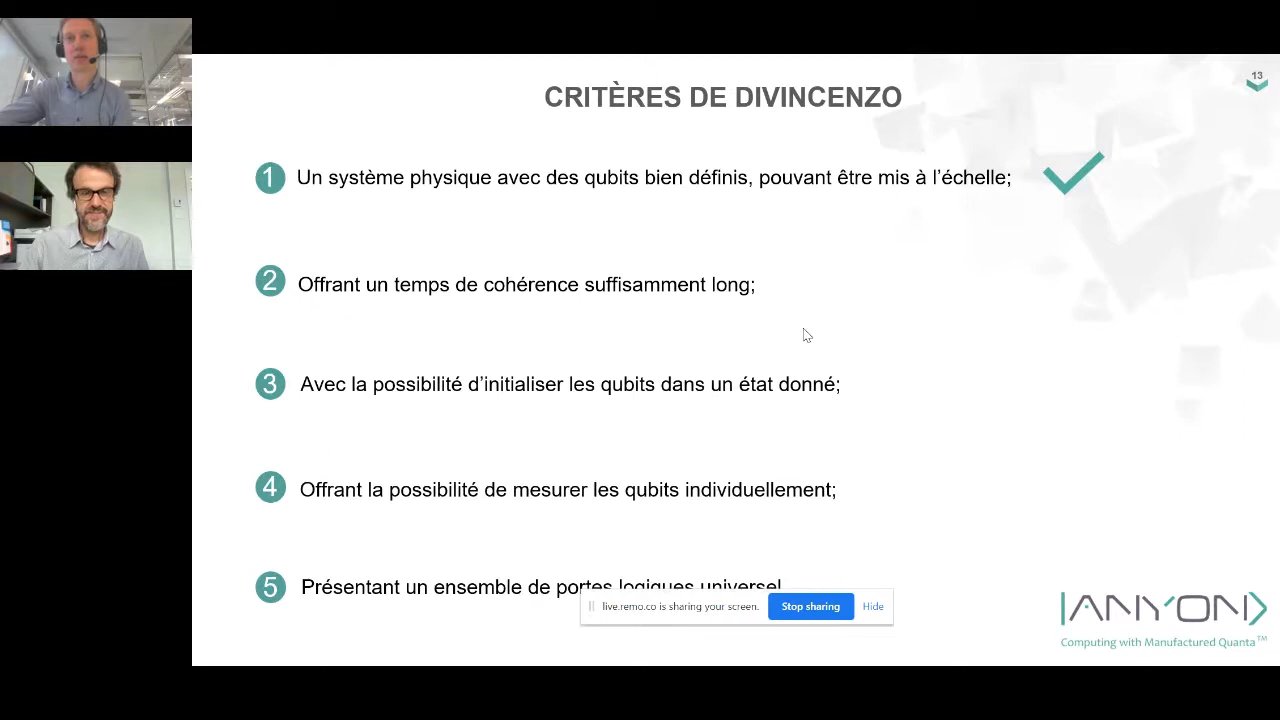 CRITÈRES DE DIVINCENZO
13
1 Un système physique avec des qubits bien définis, pouvant être mis à l’échelle;
2 Offrant un temps de cohérence suffisamment long;
3 Avec la possibilité d’initialiser les qubits dans un état donné;
4 Offrant la possibilité de mesurer les qubits individuellement;
5 Présentant un ensemble de portes logiques universel
live.remo.co is sharing your screen. Stop sharing Hide
|ANYON>
Computing with Manufactured Quanta™